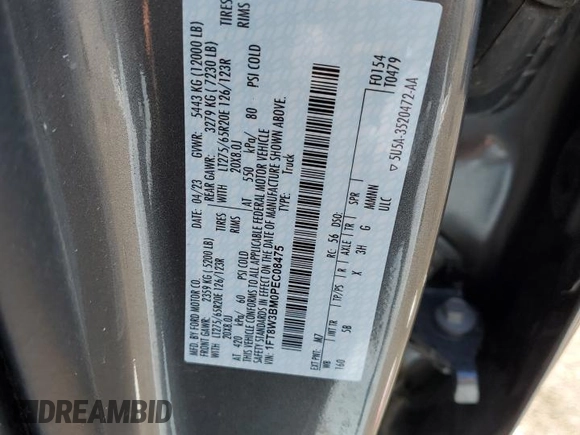 MFD. BY FORD MOTOR CO.
DATE: 04/23 GVWR: 5443 KG (12000 LB)
FRONT GAWR: 2359 KG (5200 LB) REAR GAWR: 3279 KG (7230 LB)
WITH LT275/65R20E 126/123R TIRES WITH LT275/65R20E 126/123R TIRES
20X8.0J RIMS 20X8.0J RIMS
AT 420 kPa/ 60 PSI COLD AT 550 kPa/ 80 PSI COLD
THIS VEHICLE CONFORMS TO ALL APPLICABLE FEDERAL MOTOR VEHICLE
SAFETY STANDARDS IN EFFECT ON THE DATE OF MANUFACTURE SHOWN ABOVE.
VIN: 1FT8W3BM0PEC08475
TYPE: Truck
F0154
T0479
EXT PNT: M7 RC: 56 DSO:
WB INT TR TP/PS R AXLE TR SPR
160 5B X 3H G MMMNN
ULC
▽ 5U5A-3520472-AA
DREAMBID